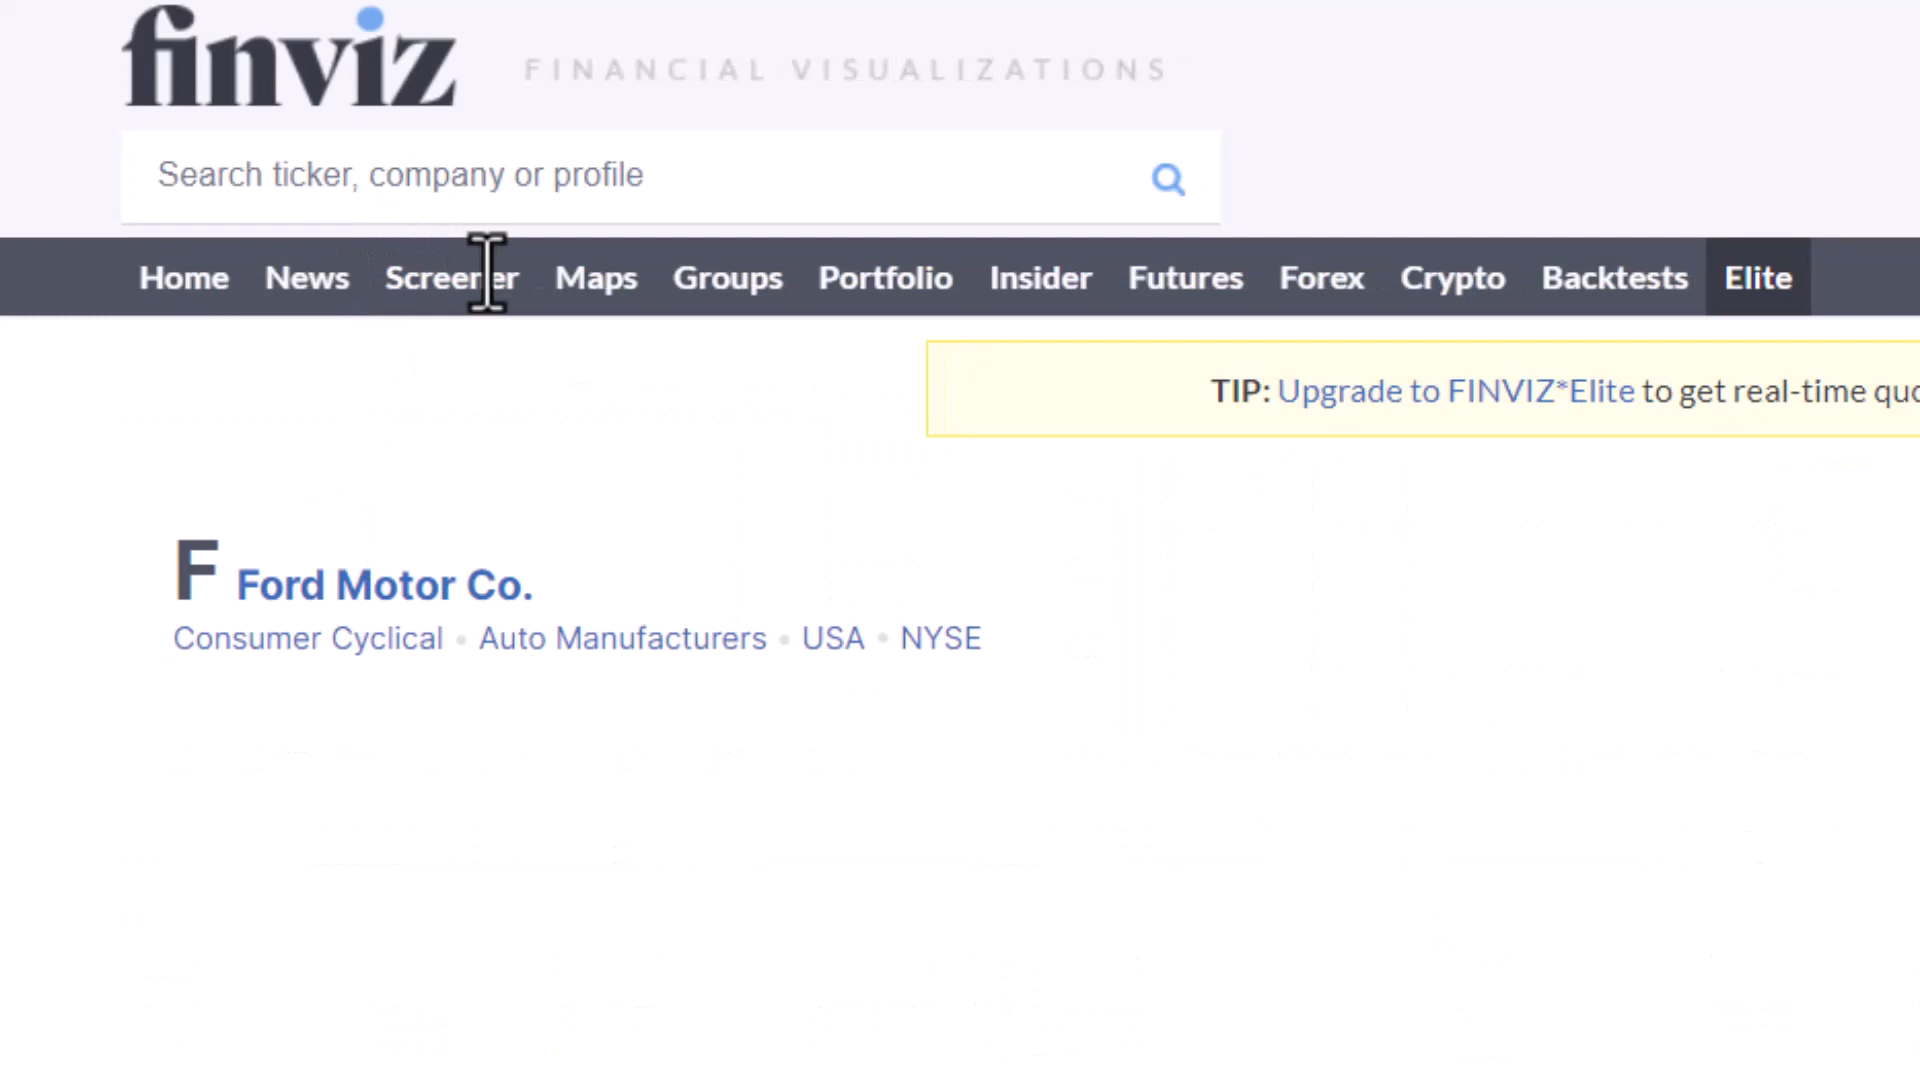 finviz FINANCIAL VISUALIZATIONS
Search ticker, company or profile
Home News Screener Maps Groups Portfolio Insider Futures Forex Crypto Backtests Elite
TIP: Upgrade to FINVIZ*Elite to get real-time
F Ford Motor Co.
Consumer Cyclical • Auto Manufacturers • USA • NYSE